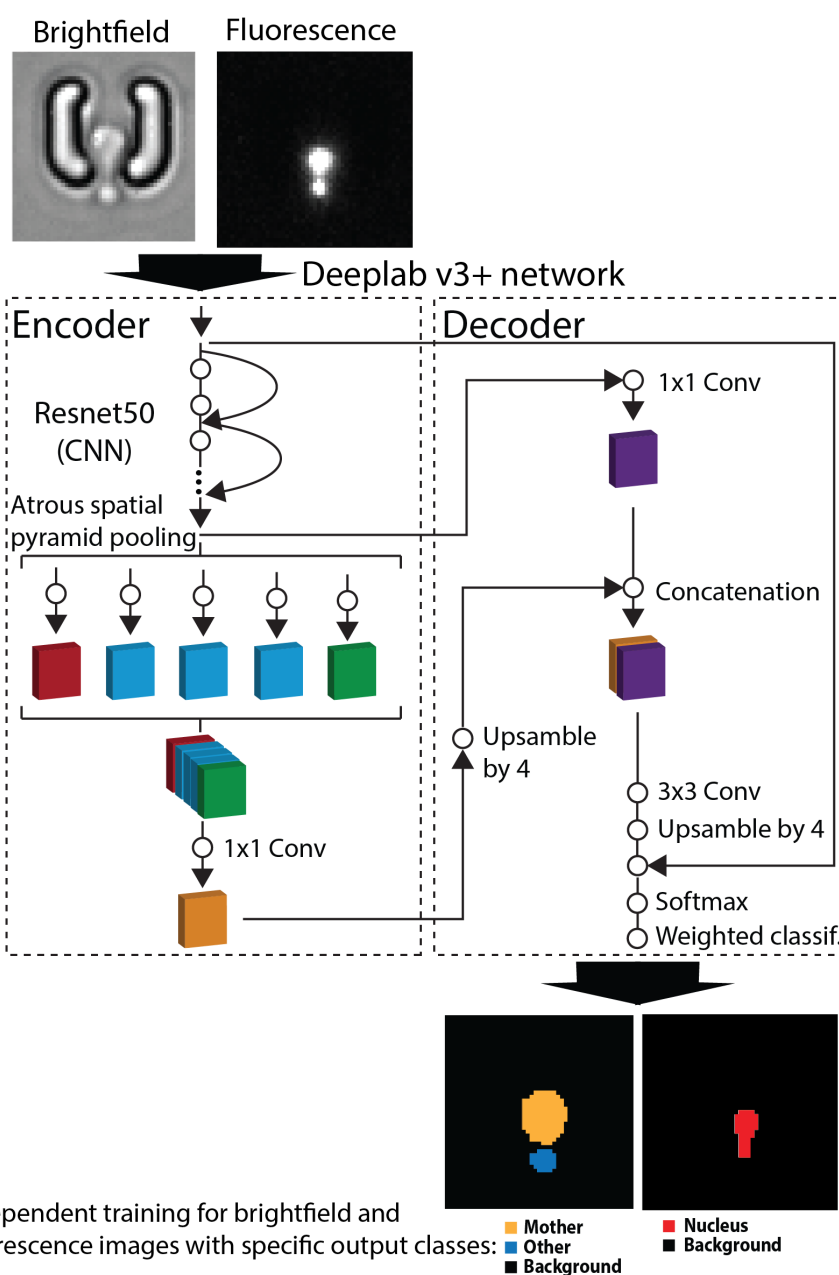 Brightfield
Fluorescence
Deeplab v3+ network
Encoder
Decoder
Resnet50
(CNN)
1x1 Conv
Atrous spatial
pyramid pooling
Concatenation
Upsamble
by 4
3x3 Conv
Upsamble by 4
1x1 Conv
Softmax
Weighted classif.
pendent training for brightfield and
rescence images with specific output classes:
Mother
Other
Background
Nucleus
Background